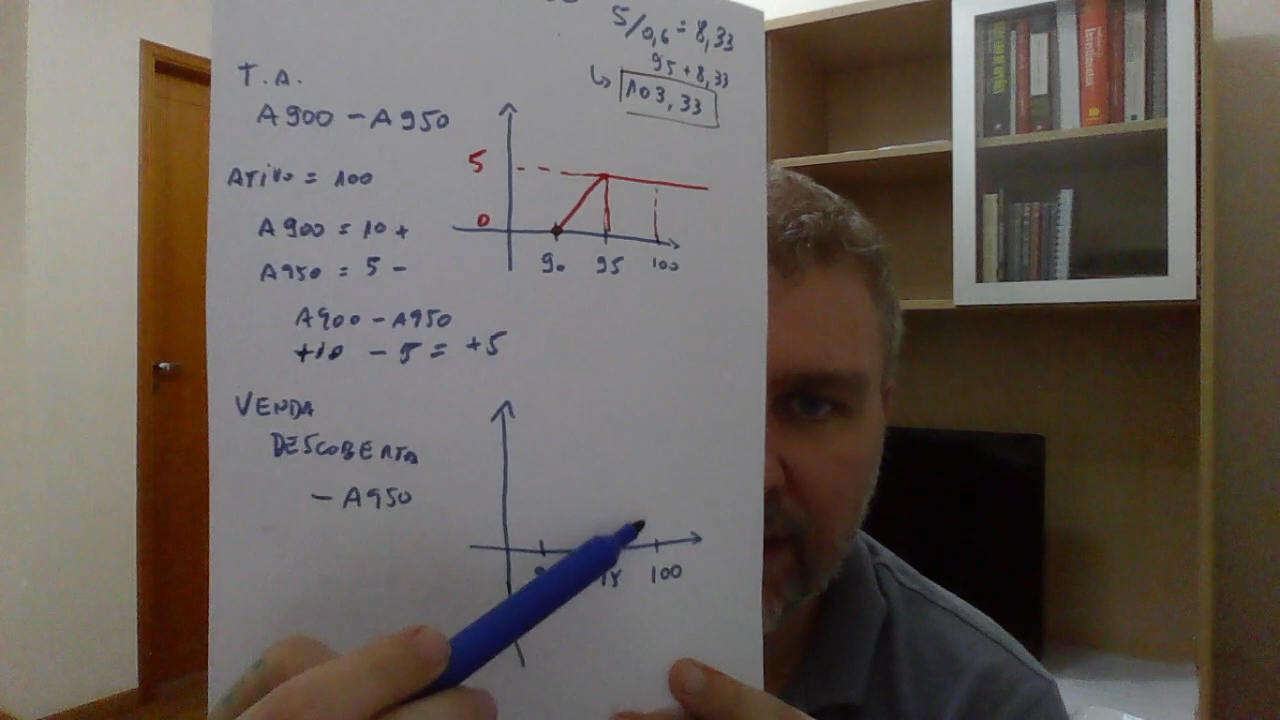 5/0,6 = 8,33
95 + 8,33
↳ 103,33
T.A.
A900 - A950
ATIVO = 100
A900 = 10 +
A950 = 5 -
A900 - A950
+10 - 5 = +5
5
0
90 95 100
VENDA
DESCOBERTA
- A950
100